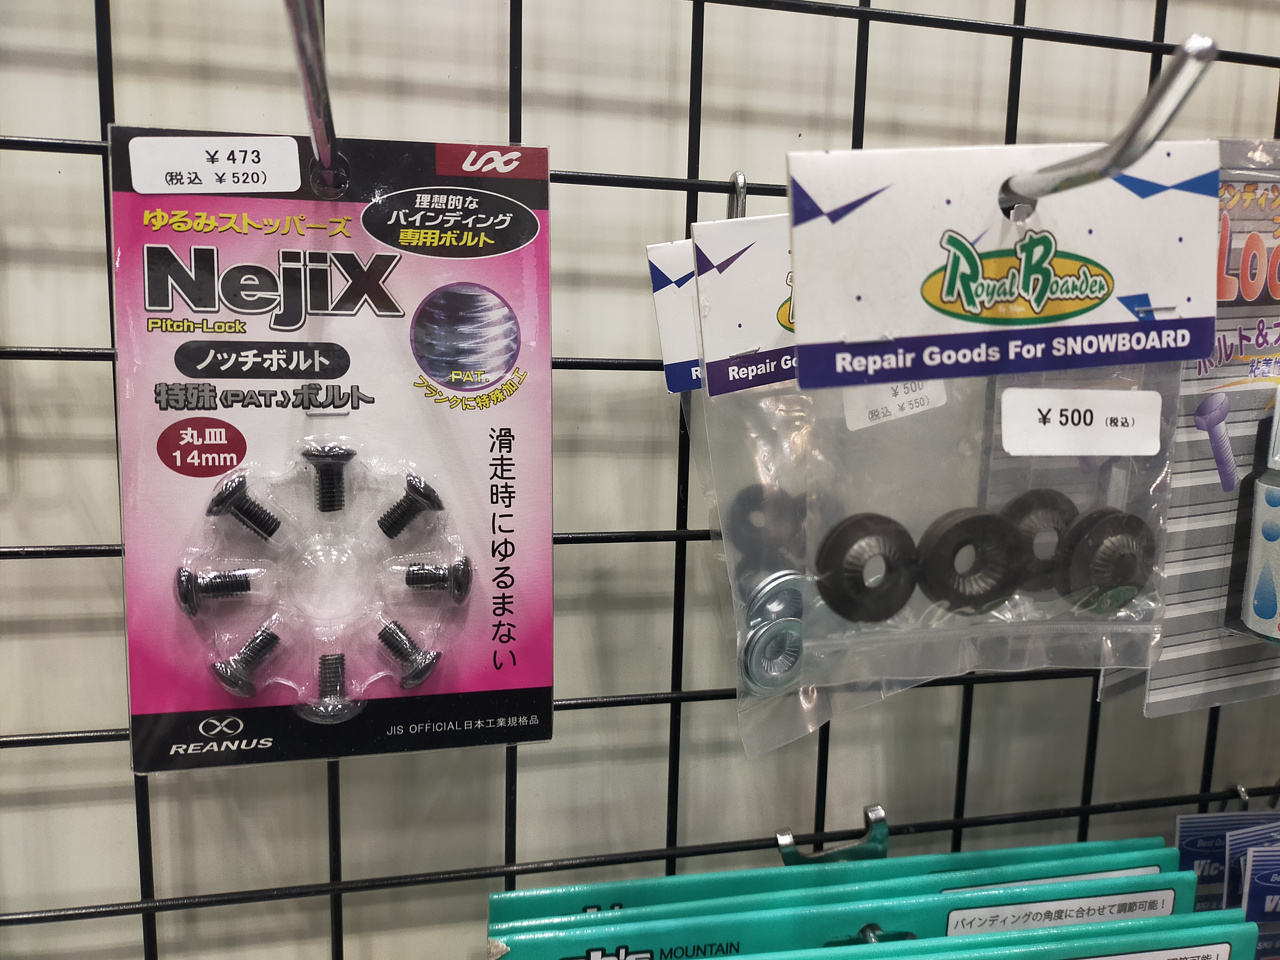 ¥ 473
(税込 ¥ 520)
UXG
ゆるみストッパーズ
理想的な
バインディング
専用ボルト
NejiX
Pitch-Lock
ノッチボルト
特殊〈PAT.〉ボルト
PAT.
フランクに特殊加工
丸皿
14mm
滑走時にゆるまない
REANUS
JIS OFFICIAL日本工業規格品
Royal Boarder
Repair Goods For SNOWBOARD
¥ 500 (税込)
Repair Go
R
¥ 500
(税込 ¥ 550)
ルト&
粘着
バインディングの角度に合わせて調節可能！
MOUNTAIN
Vic-